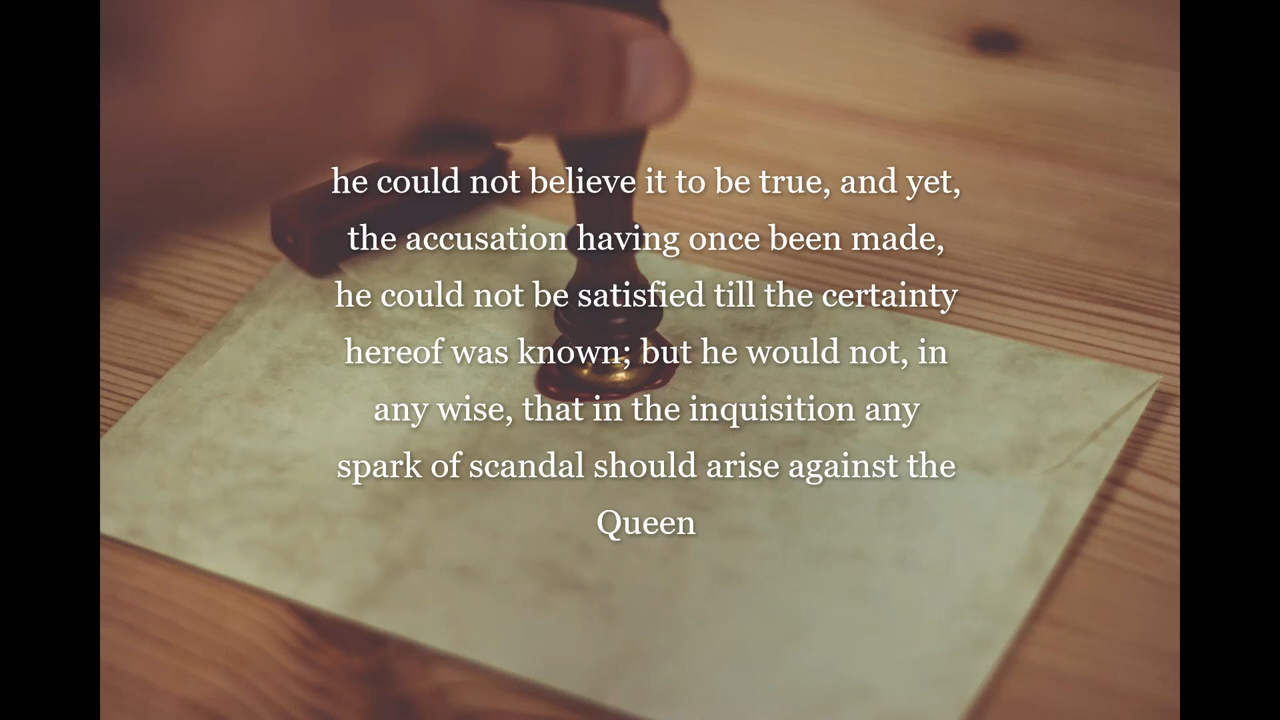 he could not believe it to be true, and yet,
the accusation having once been made,
he could not be satisfied till the certainty
hereof was known; but he would not, in
any wise, that in the inquisition any
spark of scandal should arise against the
Queen